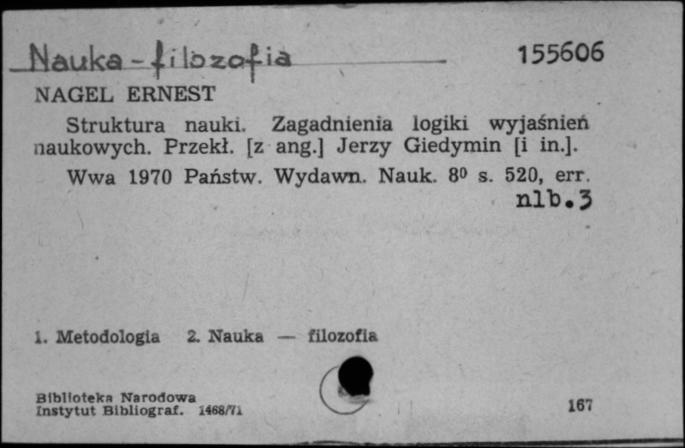 Nauka - filozofia
155606
NAGEL ERNEST
Struktura nauki. Zagadnienia logiki wyjaśnień
naukowych. Przekł. [z ang.] Jerzy Giedymin [i in.].
Wwa 1970 Państw. Wydawn. Nauk. 8⁰ s. 520, err.
nlb.3
1. Metodologia 2. Nauka — filozofia
Biblioteka Narodowa
Instytut Bibliograf. 1468/71
167